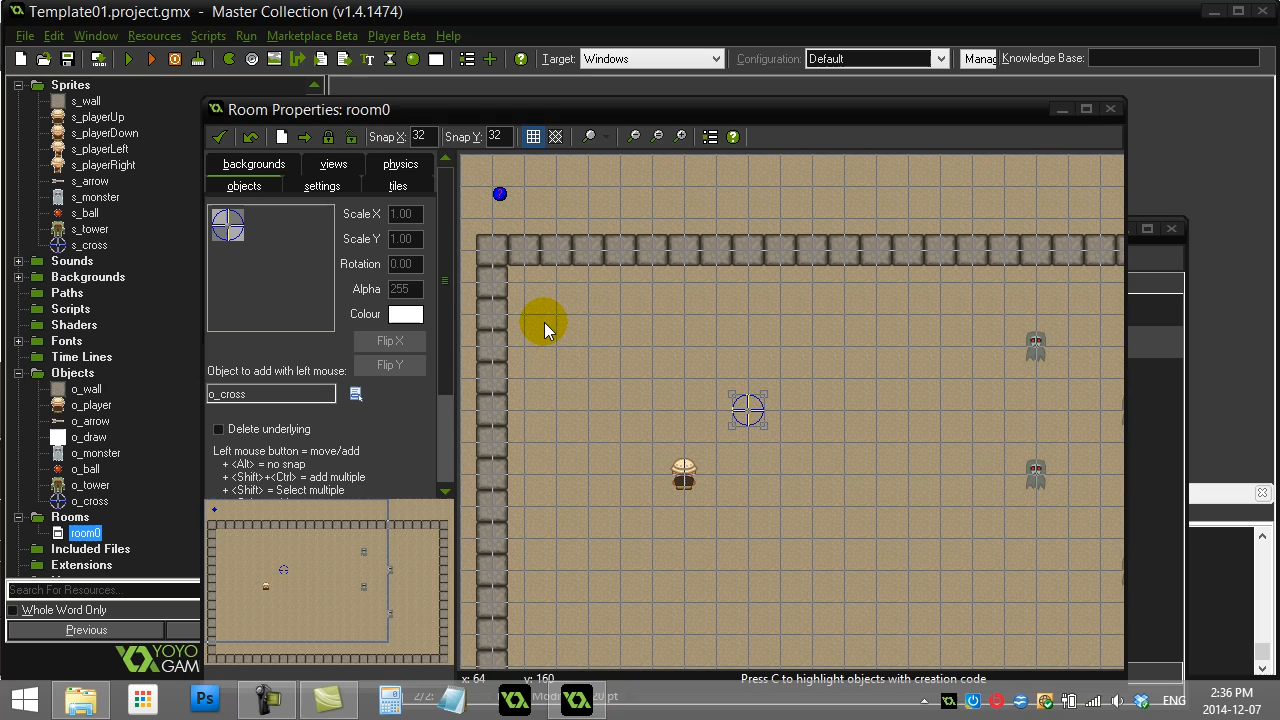 Template01.project.gmx - Master Collection (v1.4.1474)
File Edit Window Resources Scripts Run Marketplace Beta Player Beta Help
Target: Windows Configuration: Default Manag Knowledge Base:
Sprites
s_wall
s_playerUp
s_playerDown
s_playerLeft
s_playerRight
s_arrow
s_monster
s_ball
s_tower
s_cross
Sounds
Backgrounds
Paths
Scripts
Shaders
Fonts
Time Lines
Objects
o_wall
o_player
o_arrow
o_draw
o_monster
o_ball
o_tower
o_cross
Rooms
room0
Included Files
Extensions
Search For Resources...
Whole Word Only
Previous
YOYO
GAM
Room Properties: room0
Snap X: 32 Snap Y: 32
backgrounds views physics
objects settings tiles
Scale X 1.00
Scale Y 1.00
Rotation 0.00
Alpha 255
Colour
Flip X
Flip Y
Object to add with left mouse:
o_cross
Delete underlying
Left mouse button = move/add
+ <Alt> = no snap
+ <Shift>+<Ctrl> = add multiple
+ <Shift> = Select multiple
x: 64 y: 160 Press C to highlight objects with creation code
Ps
ENG
2:36 PM
2014-12-07